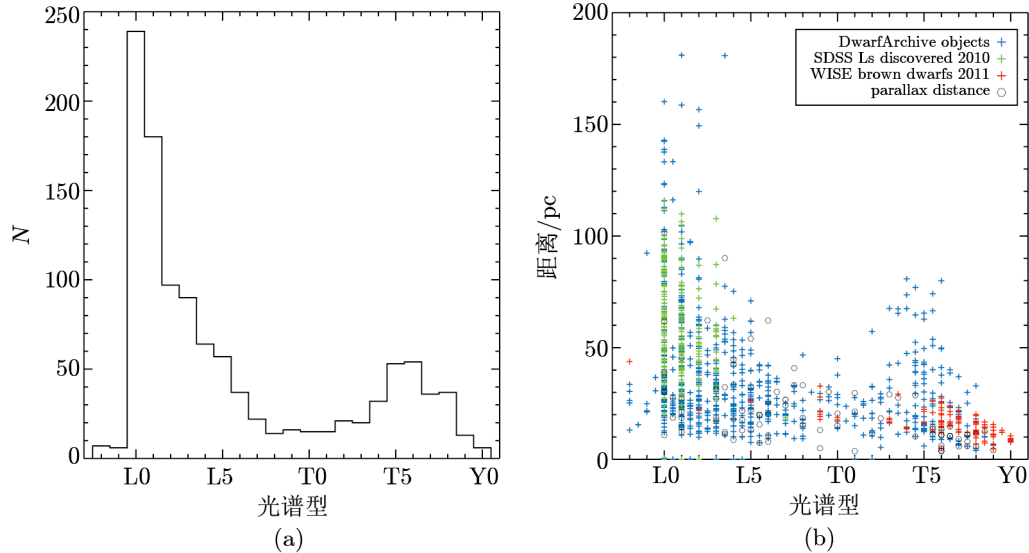 250
200
150
100
50
0
N
L0 L5 T0 T5 Y0
光谱型
(a)
200
150
100
50
0
距离/pc
DwarfArchive objects
SDSS Ls discovered 2010
WISE brown dwarfs 2011
parallax distance
L0 L5 T0 T5 Y0
光谱型
(b)